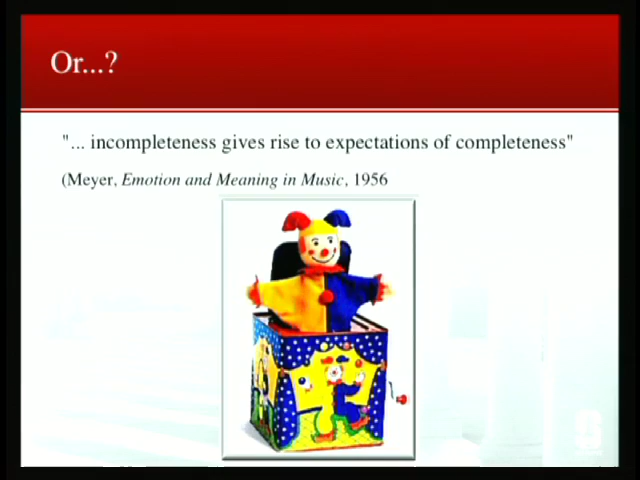 Or...?
"... incompleteness gives rise to expectations of completeness"
(Meyer, Emotion and Meaning in Music, 1956